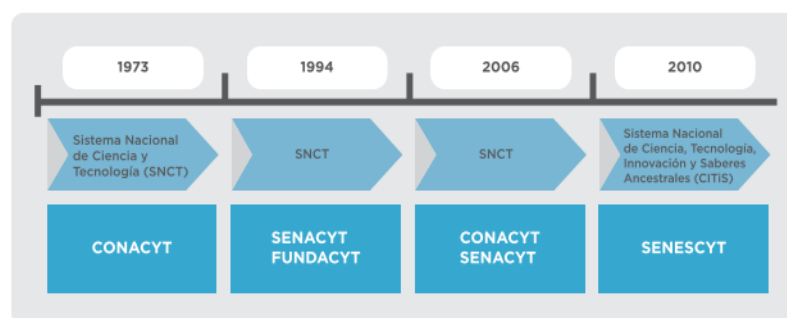 1973
1994
2006
2010
Sistema Nacional
de Ciencia y
Tecnología (SNCT)
SNCT
SNCT
Sistema Nacional
de Ciencia, Tecnología,
Innovación y Saberes
Ancestrales (CITiS)
CONACYT
SENACYT
FUNDACYT
CONACYT
SENACYT
SENESCYT